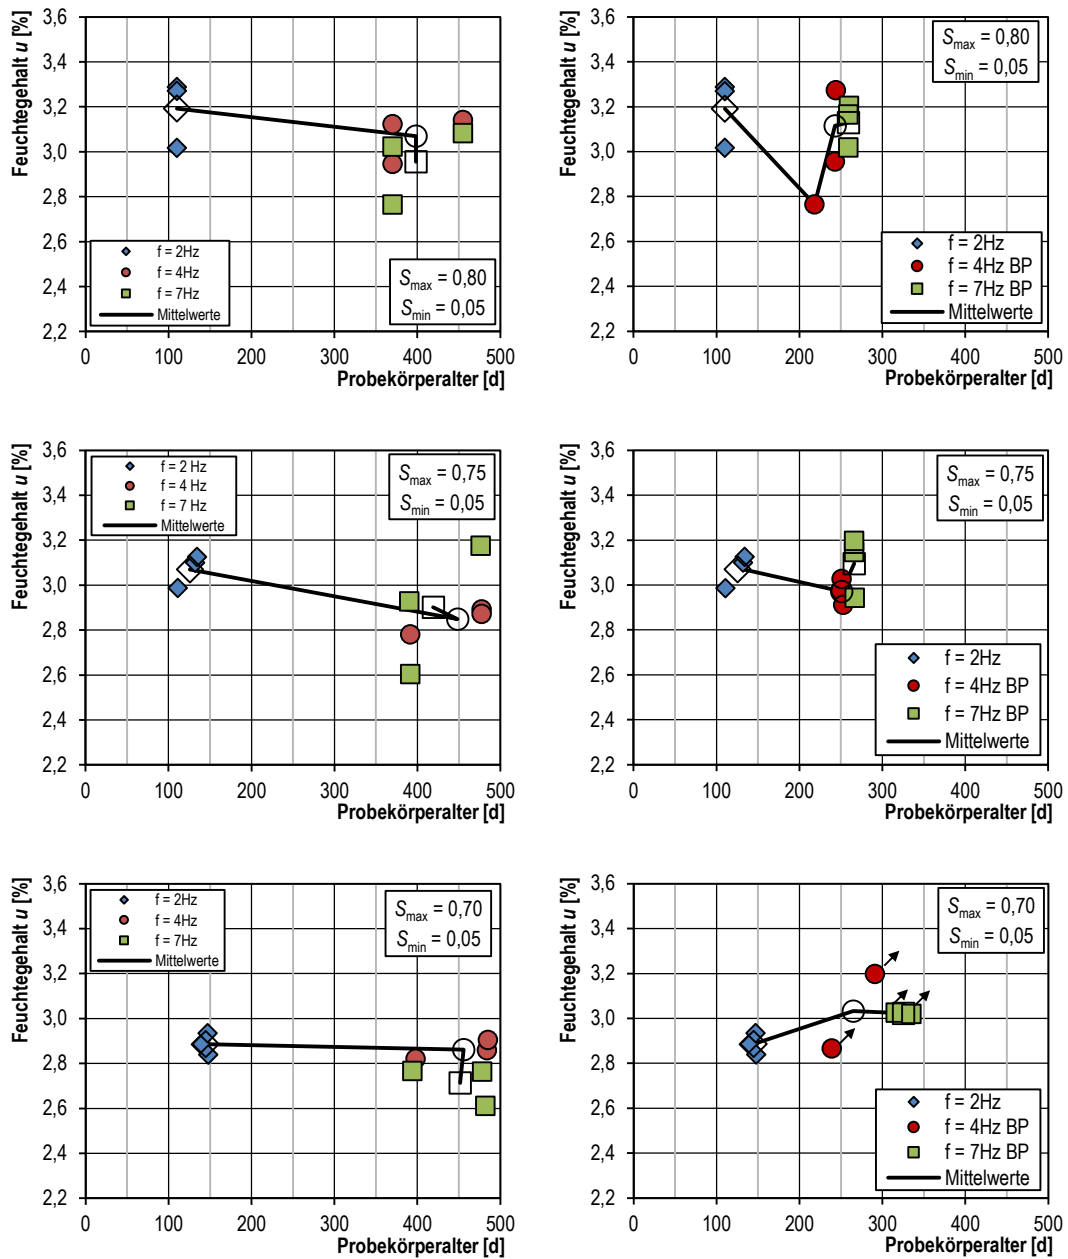 Feuchtegehalt u [%]
3,6
3,4
3,2
3,0
2,8
2,6
2,4
2,2
f = 2Hz
f = 4Hz
f = 7Hz
Mittelwerte
Smax = 0,80
Smin = 0,05
0 100 200 300 400 500
Probekörperalter [d]
Feuchtegehalt u [%]
3,6
3,4
3,2
3,0
2,8
2,6
2,4
2,2
Smax = 0,80
Smin = 0,05
f = 2Hz
f = 4Hz BP
f = 7Hz BP
Mittelwerte
0 100 200 300 400 500
Probekörperalter [d]
Feuchtegehalt u [%]
3,6
3,4
3,2
3,0
2,8
2,6
2,4
2,2
f = 2 Hz
f = 4 Hz
f = 7 Hz
Mittelwerte
Smax = 0,75
Smin = 0,05
0 100 200 300 400 500
Probekörperalter [d]
Feuchtegehalt u [%]
3,6
3,4
3,2
3,0
2,8
2,6
2,4
2,2
Smax = 0,75
Smin = 0,05
f = 2Hz
f = 4Hz BP
f = 7Hz BP
Mittelwerte
0 100 200 300 400 500
Probekörperalter [d]
Feuchtegehalt u [%]
3,6
3,4
3,2
3,0
2,8
2,6
2,4
2,2
f = 2Hz
f = 4Hz
f = 7Hz
Mittelwerte
Smax = 0,70
Smin = 0,05
0 100 200 300 400 500
Probekörperalter [d]
Feuchtegehalt u [%]
3,6
3,4
3,2
3,0
2,8
2,6
2,4
2,2
Smax = 0,70
Smin = 0,05
f = 2Hz
f = 4Hz BP
f = 7Hz BP
Mittelwerte
0 100 200 300 400 500
Probekörperalter [d]